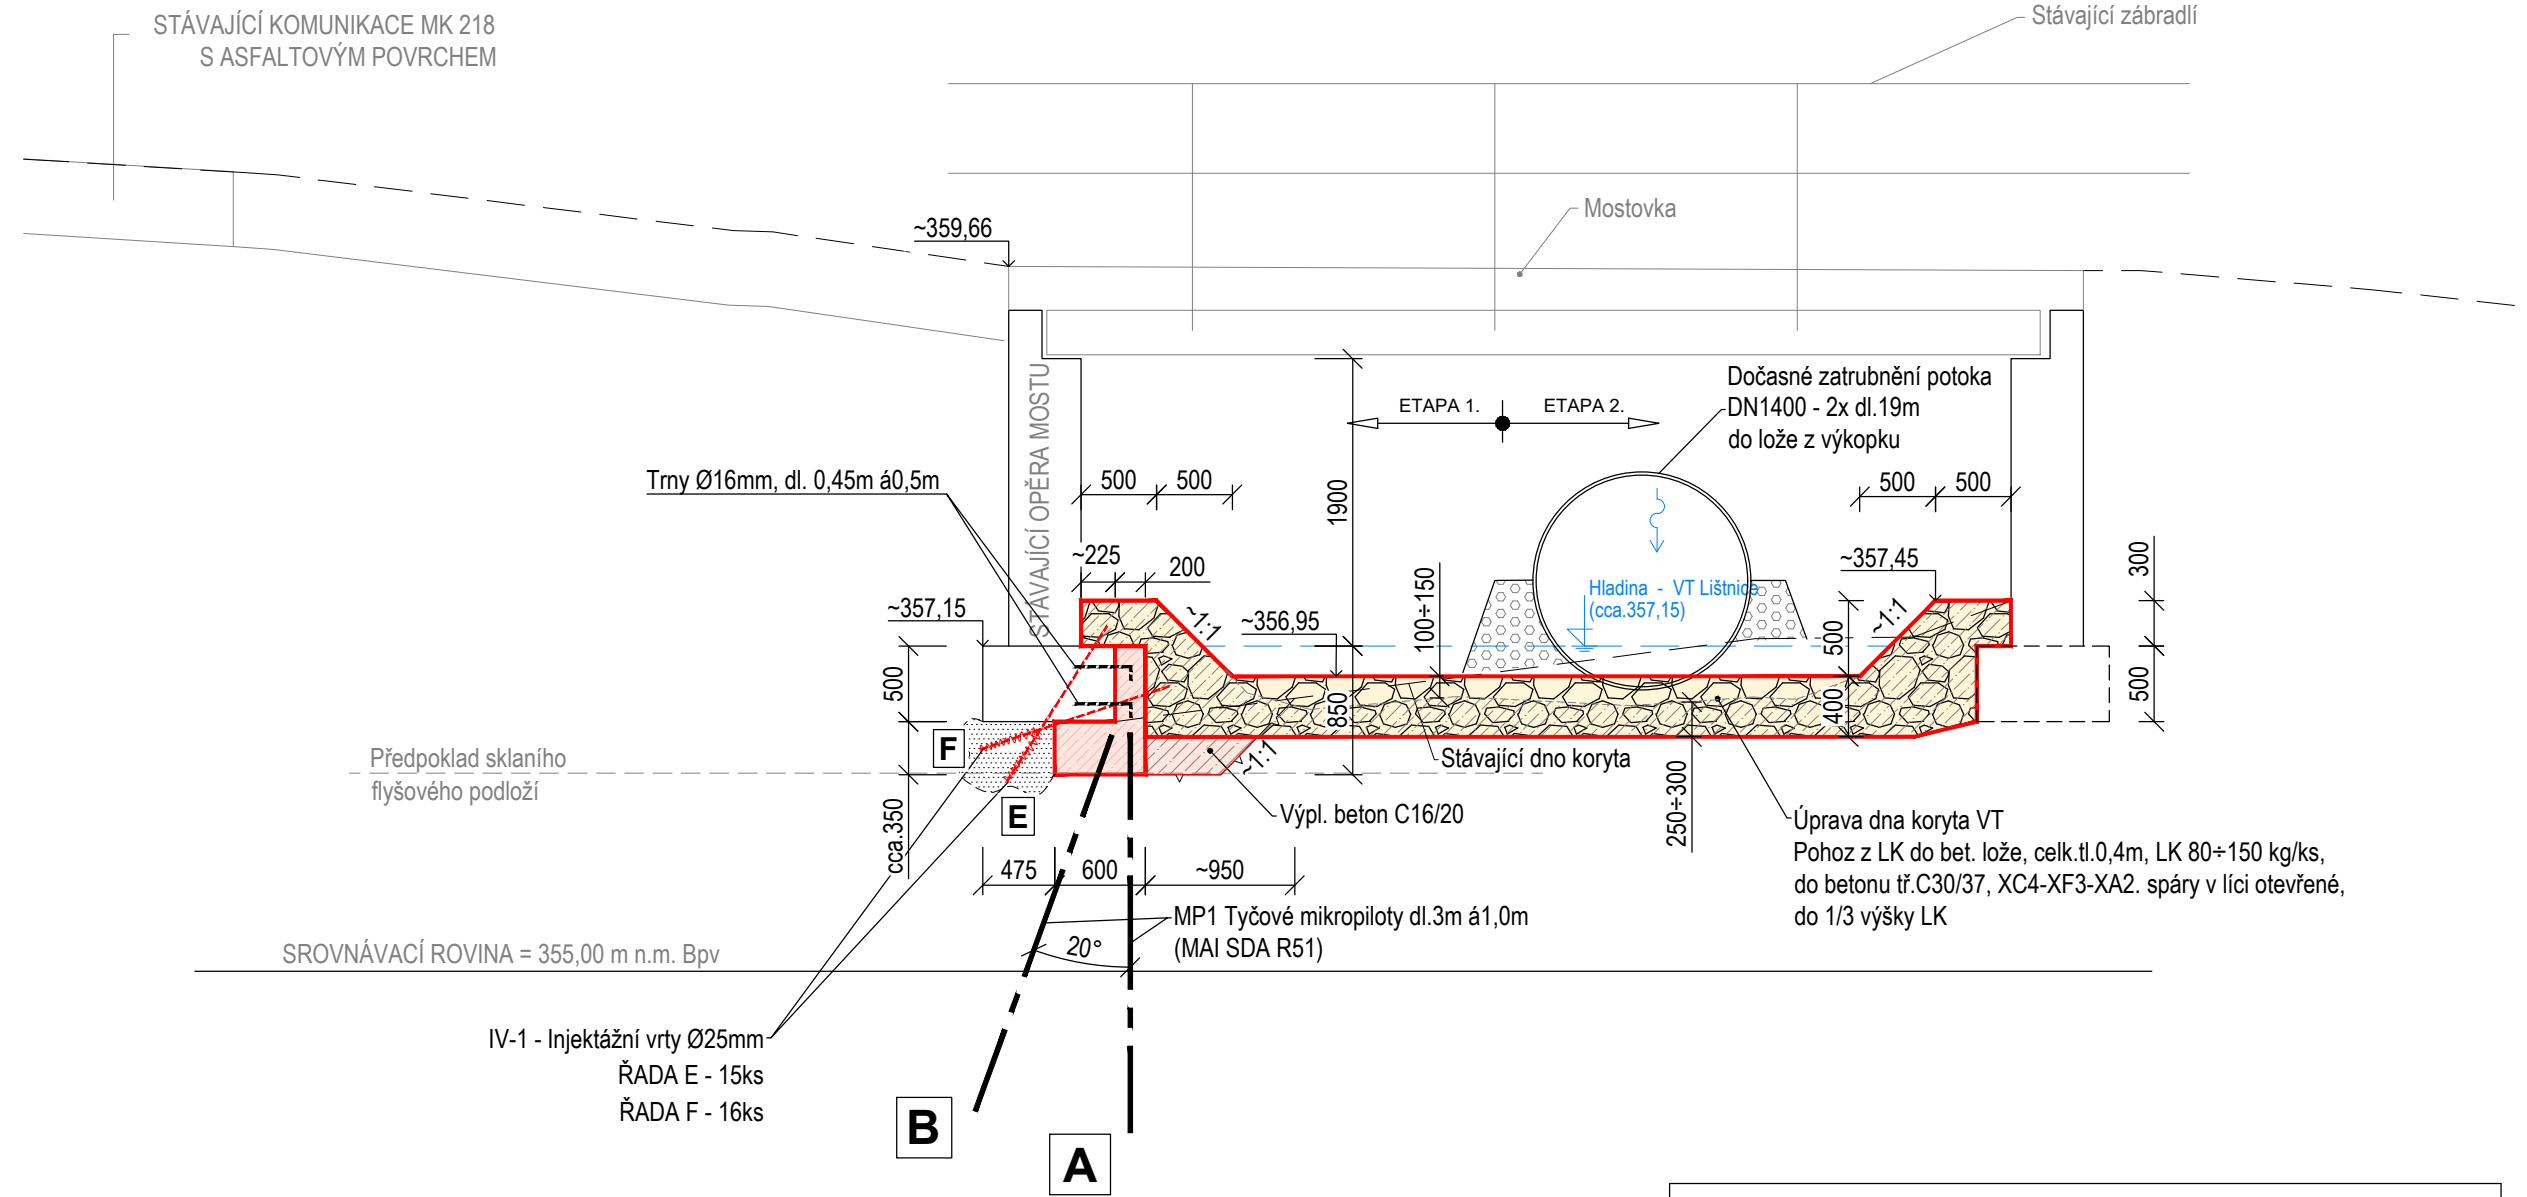 STÁVAJÍCÍ KOMUNIKACE MK 218
S ASFALTOVÝM POVRCHEM
Stávající zábradlí
Mostovka
~359,66
STÁVAJÍCÍ OPĚRA MOSTU
Dočasné zatrubnění potoka
DN1400 - 2x dl.19m
do lože z výkopku
ETAPA 1.
ETAPA 2.
Trny Ø16mm, dl. 0,45m á0,5m
500
500
1900
500
500
~225
200
~357,15
~1:1
~356,95
100÷150
Hladina - VT Lištnice
(cca.357,15)
~357,45
~1:1
300
500
500
400
500
850
F
E
Předpoklad sklaního
flyšového podloží
cca.350
~1:1
Stávající dno koryta
250÷300
Výpl. beton C16/20
Úprava dna koryta VT
Pohoz z LK do bet. lože, celk.tl.0,4m, LK 80÷150 kg/ks,
do betonu tř.C30/37, XC4-XF3-XA2. spáry v líci otevřené,
do 1/3 výšky LK
475
600
~950
MP1 Tyčové mikropiloty dl.3m á1,0m
(MAI SDA R51)
20°
SROVNÁVACÍ ROVINA = 355,00 m n.m. Bpv
IV-1 - Injektážní vrty Ø25mm
ŘADA E - 15ks
ŘADA F - 16ks
B
A